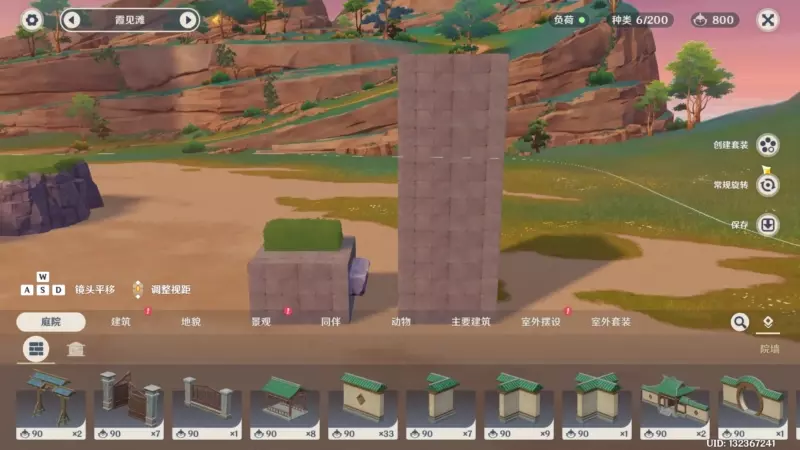 霞见滩
负荷
种类 6/200
800
创建套装
常规旋转
保存
W
A S D 镜头平移 调整视距
庭院 建筑 地貌 景观 同伴 动物 主要建筑 室外摆设 室外套装
院墙
90 ×2 90 ×7 90 ×1 90 ×8 90 ×33 90 ×7 90 ×9 90 ×1 90 ×2 90 ×1
UID: 132367241